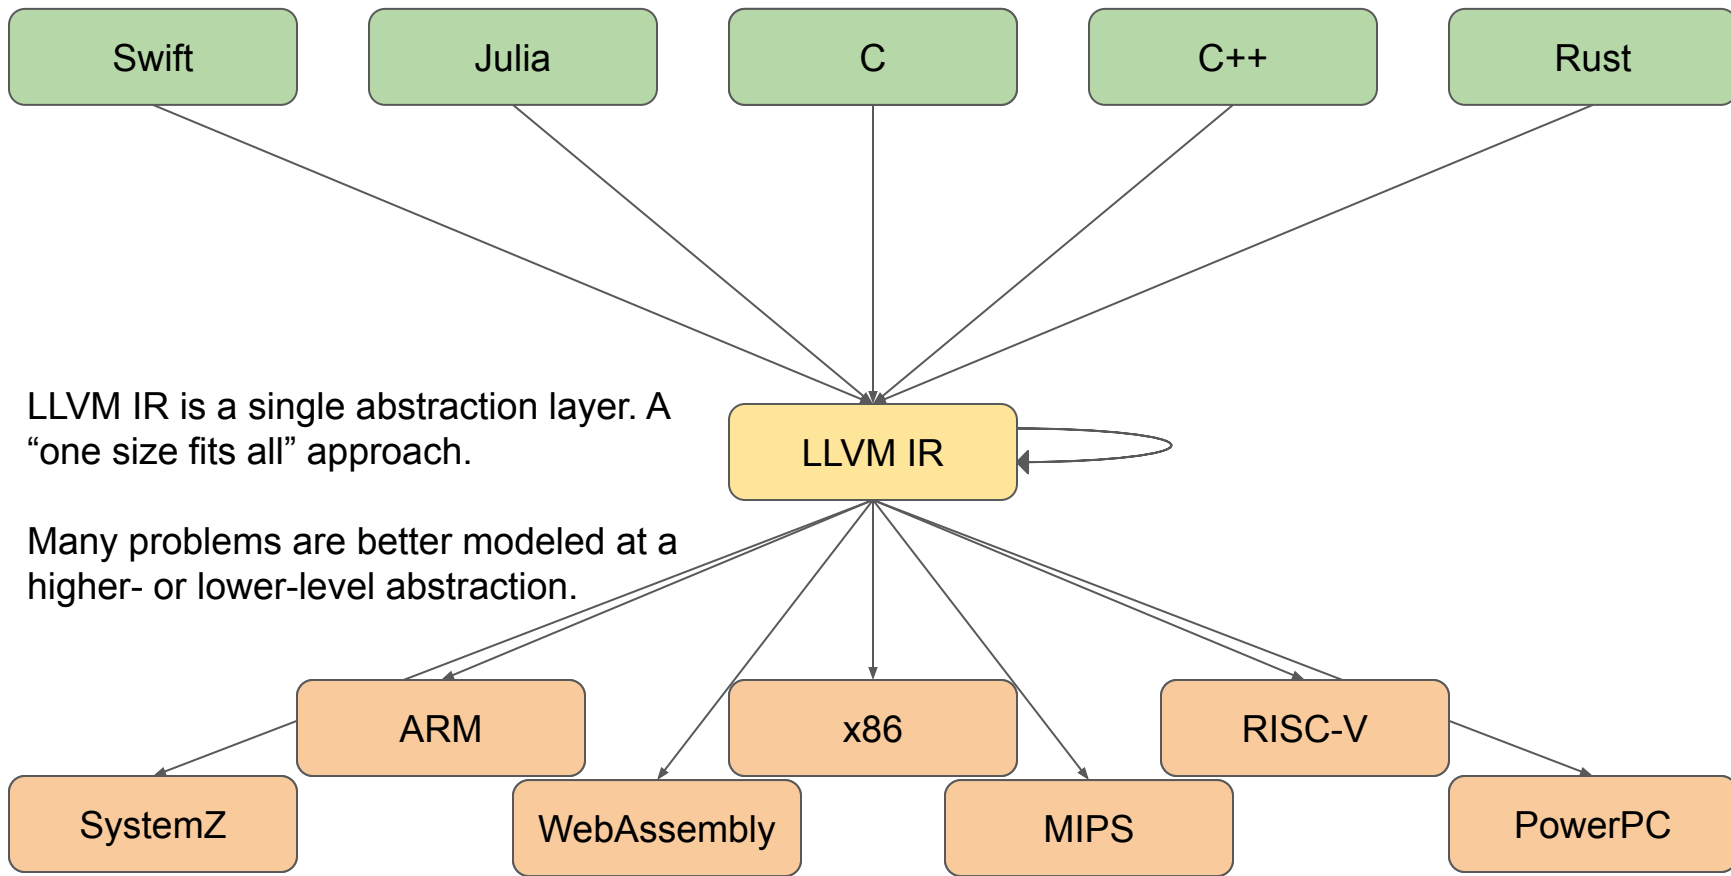 Swift
Julia
C
C++
Rust
LLVM IR is a single abstraction layer. A
“one size fits all” approach.
Many problems are better modeled at a
higher- or lower-level abstraction.
LLVM IR
ARM
x86
RISC-V
SystemZ
WebAssembly
MIPS
PowerPC